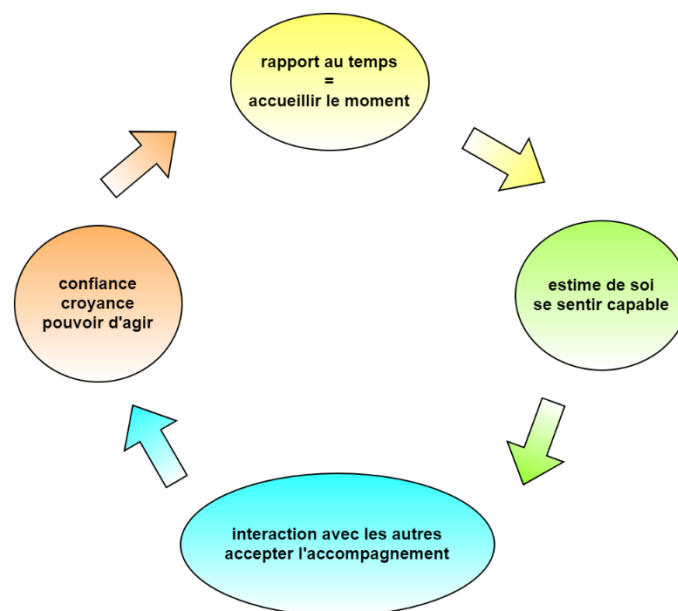 rapport au temps
=
accueillir le moment
estime de soi
se sentir capable
interaction avec les autres
accepter l'accompagnement
confiance
croyance
pouvoir d'agir